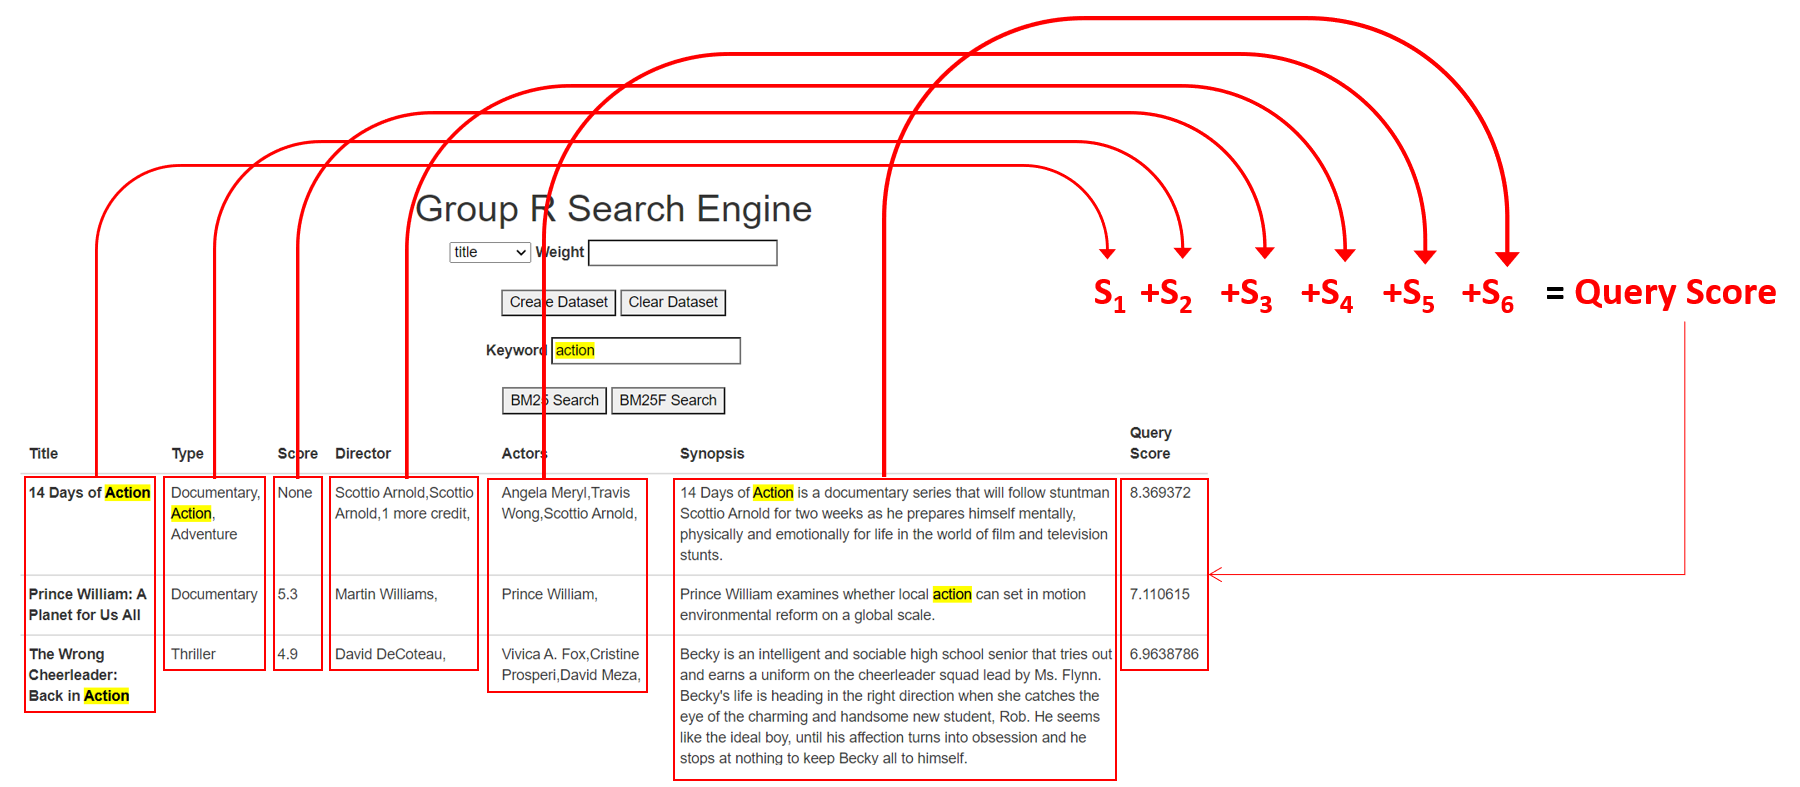 Group R Search Engine
title Weight
Create Dataset Clear Dataset
S1 +S2 +S3 +S4 +S5 +S6 = Query Score
Keyword action
BM25 Search BM25F Search
Title Type Score Director Actors Synopsis Query Score
14 Days of Action
Documentary,
Action,
Adventure
None
Scottio Arnold,Scottio
Arnold,1 more credit,
Angela Meryl,Travis
Wong,Scottio Arnold,
14 Days of Action is a documentary series that will follow stuntman
Scottio Arnold for two weeks as he prepares himself mentally,
physically and emotionally for life in the world of film and television
stunts.
8.369372
Prince William: A
Planet for Us All
Documentary
5.3
Martin Williams,
Prince William,
Prince William examines whether local action can set in motion
environmental reform on a global scale.
7.110615
The Wrong
Cheerleader:
Back in Action
Thriller
4.9
David DeCoteau,
Vivica A. Fox,Cristine
Prosperi,David Meza,
Becky is an intelligent and sociable high school senior that tries out
and earns a uniform on the cheerleader squad lead by Ms. Flynn.
Becky's life is heading in the right direction when she catches the
eye of the charming and handsome new student, Rob. He seems
like the ideal boy, until his affection turns into obsession and he
stops at nothing to keep Becky all to himself.
6.9638786